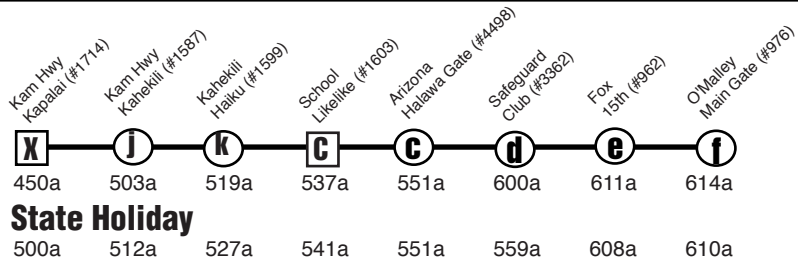 Kam Hwy
Kapalai (#1714)
Kam Hwy
Kahekili (#1587)
Kahekili
Haiku (#1599)
School
Likelike (#1603)
Arizona
Halawa Gate (#4498)
Safeguard
Club (#3362)
Fox
15th (#962)
O'Malley
Main Gate (#976)
X j k C c d e f
450a 503a 519a 537a 551a 600a 611a 614a
State Holiday
500a 512a 527a 541a 551a 559a 608a 610a